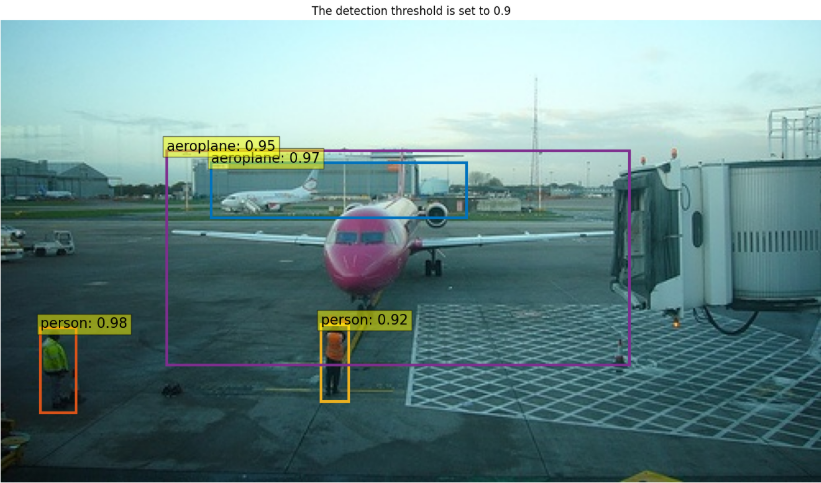 The detection threshold is set to 0.9
aeroplane: 0.95
aeroplane: 0.97
person: 0.98
person: 0.92